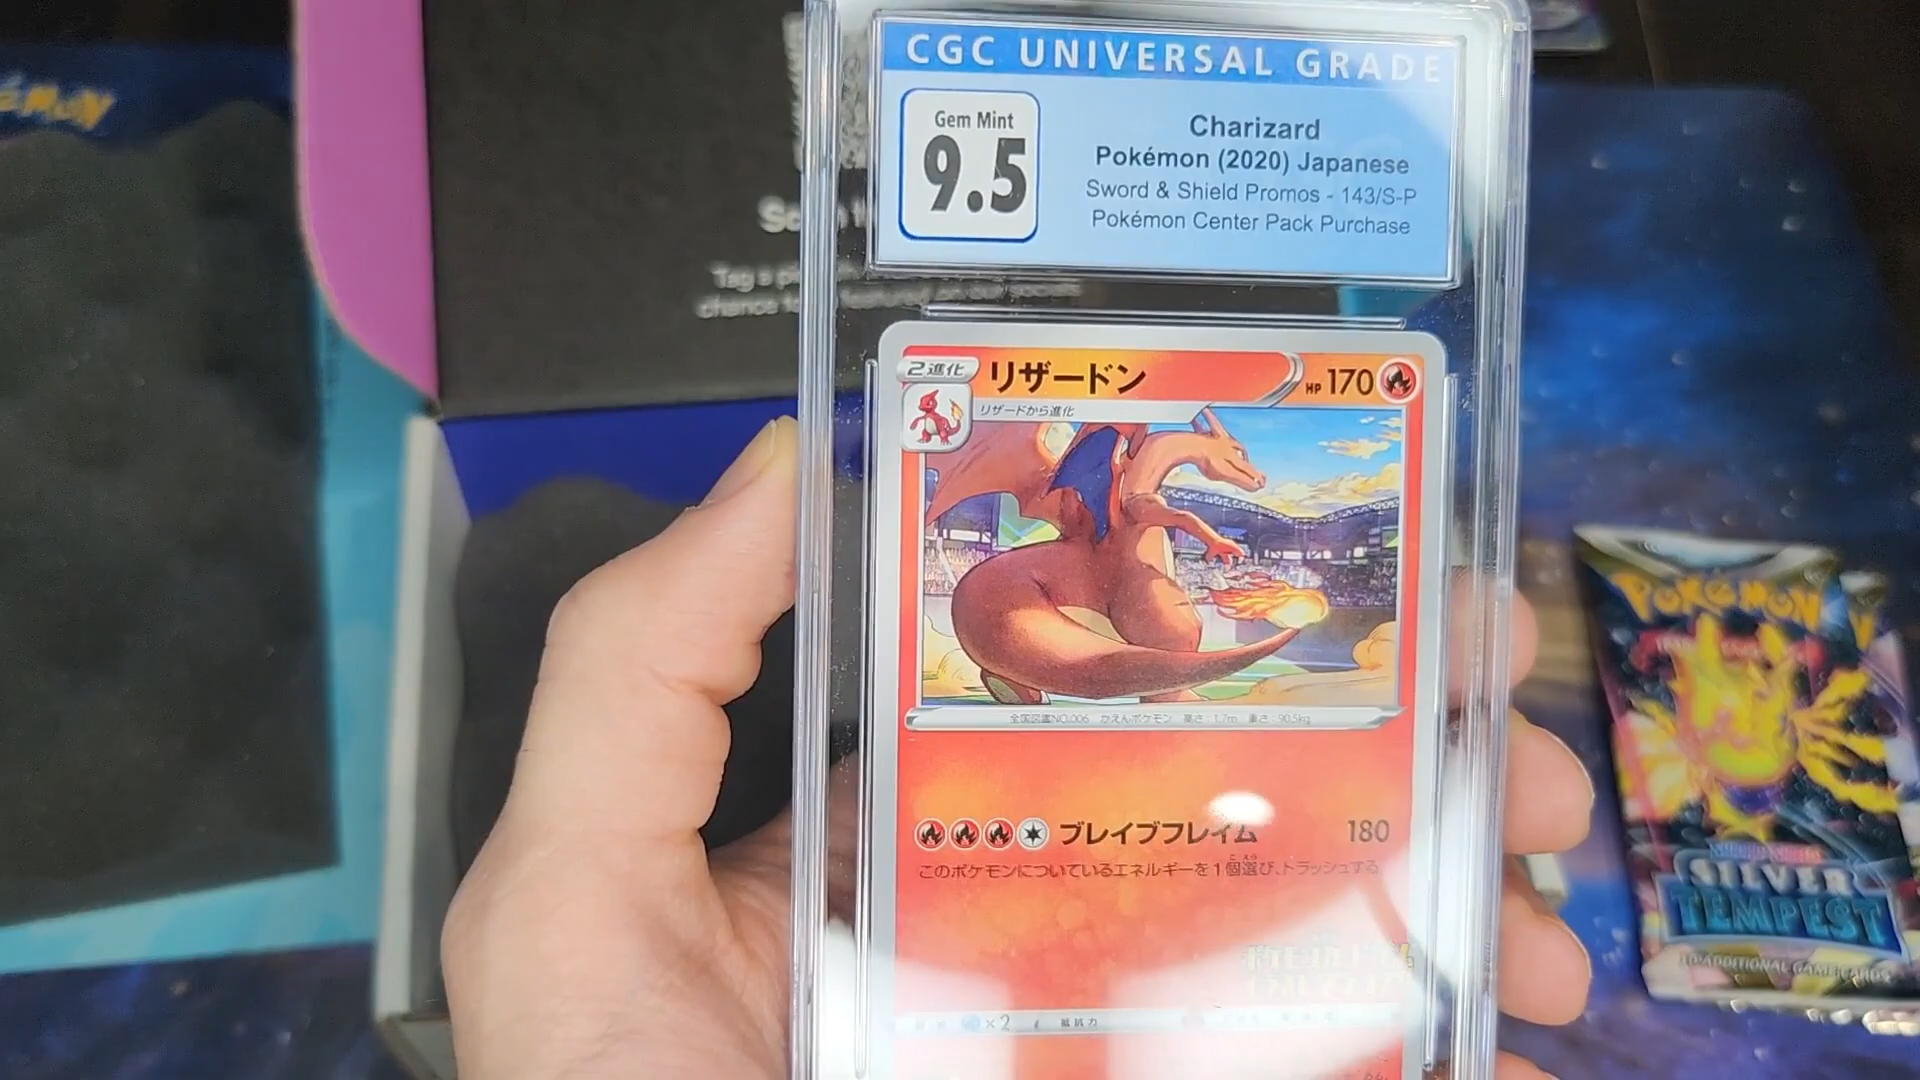 CGC UNIVERSAL GRADE
Gem Mint
9.5
Charizard
Pokémon (2020) Japanese
Sword & Shield Promos - 143/S-P
Pokémon Center Pack Purchase
2進化
リザードン
HP 170
リザードから進化
全国図鑑NO.006 かえんポケモン 高さ:1.7m 重さ:90.5kg
ブレイブフレイム 180
このポケモンについているエネルギーを1個選び、トラッシュする
×2 抵抗力
Tag a
chance
POKÉMON
SILVER
TEMPEST
10 ADDITIONAL GAME CARDS